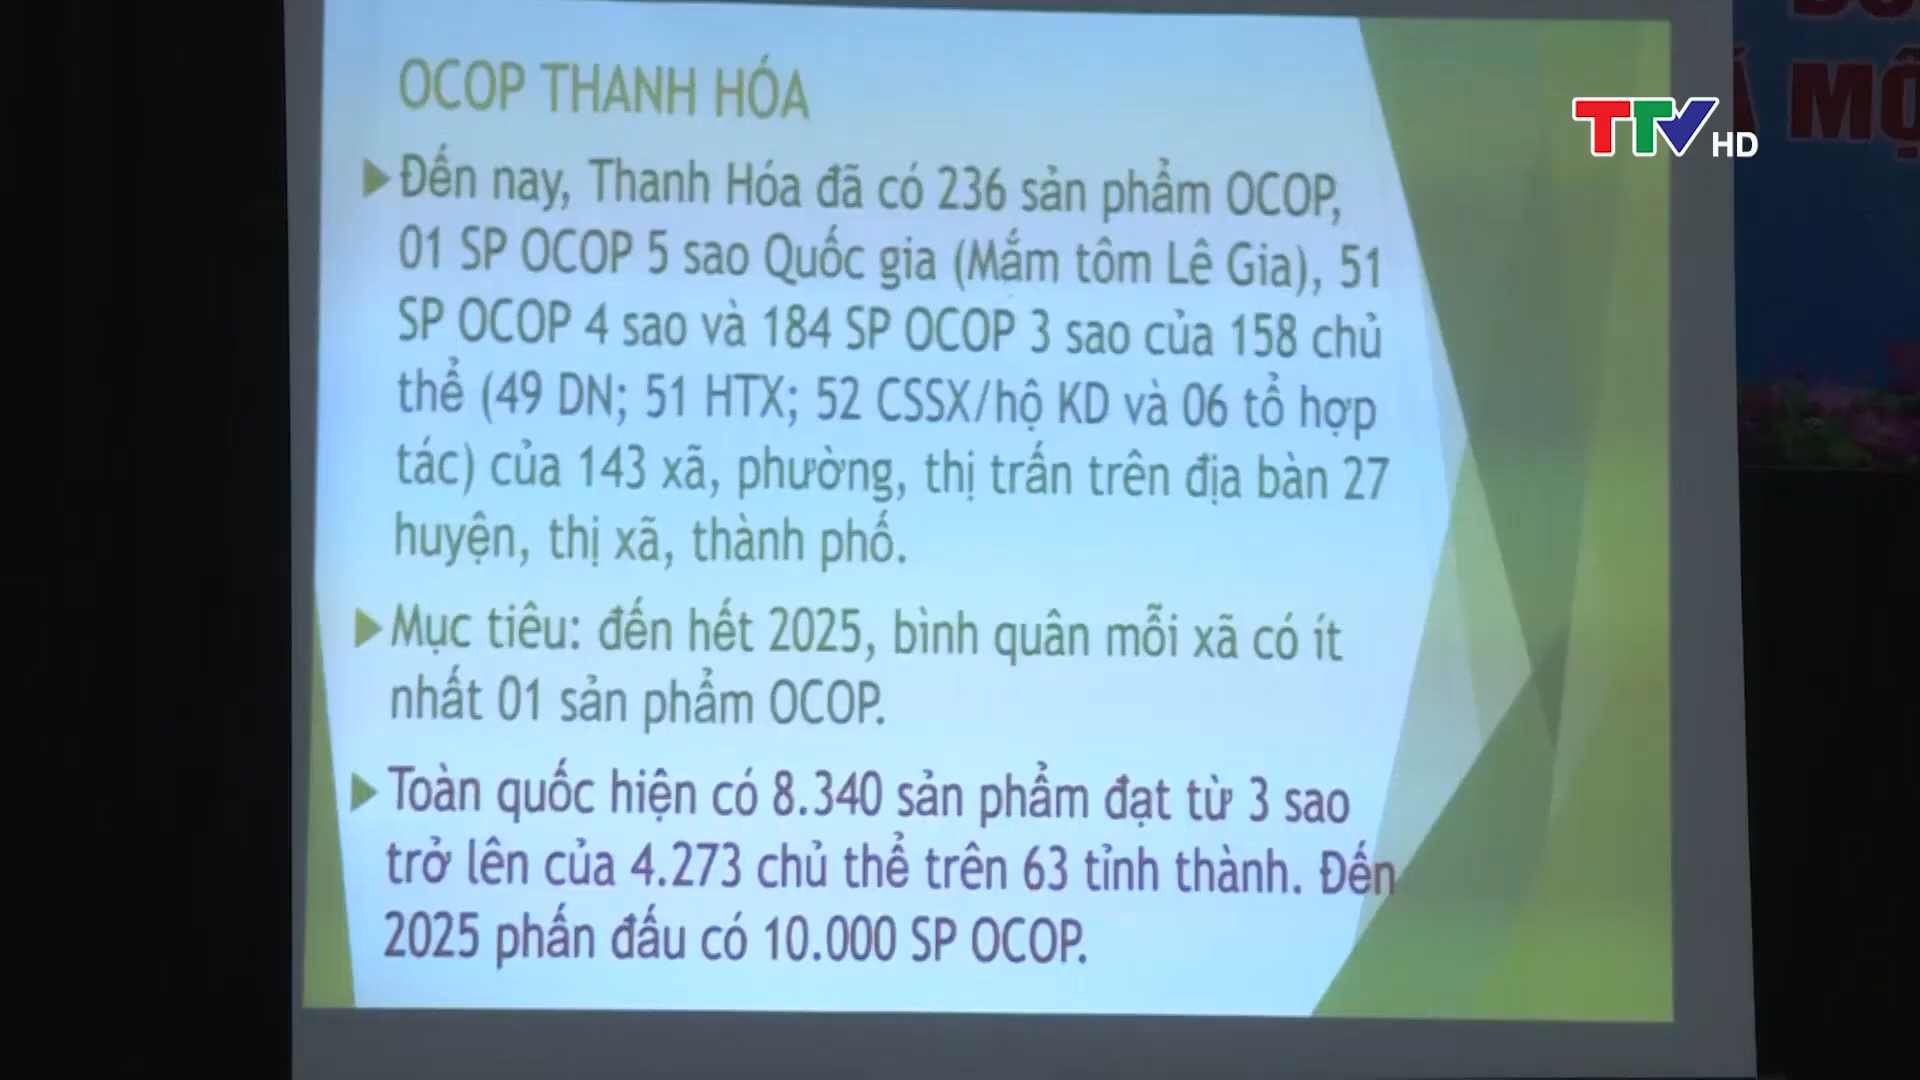 OCOP THANH HÓA
Đến nay, Thanh Hóa đã có 236 sản phẩm OCOP,
01 SP OCOP 5 sao Quốc gia (Mắm tôm Lê Gia), 51
SP OCOP 4 sao và 184 SP OCOP 3 sao của 158 chủ
thể (49 DN; 51 HTX; 52 CSSX/hộ KD và 06 tổ hợp
tác) của 143 xã, phường, thị trấn trên địa bàn 27
huyện, thị xã, thành phố.
Mục tiêu: đến hết 2025, bình quân mỗi xã có ít
nhất 01 sản phẩm OCOP.
Toàn quốc hiện có 8.340 sản phẩm đạt từ 3 sao
trở lên của 4.273 chủ thể trên 63 tỉnh thành. Đến
2025 phấn đấu có 10.000 SP OCOP.
TTV HD